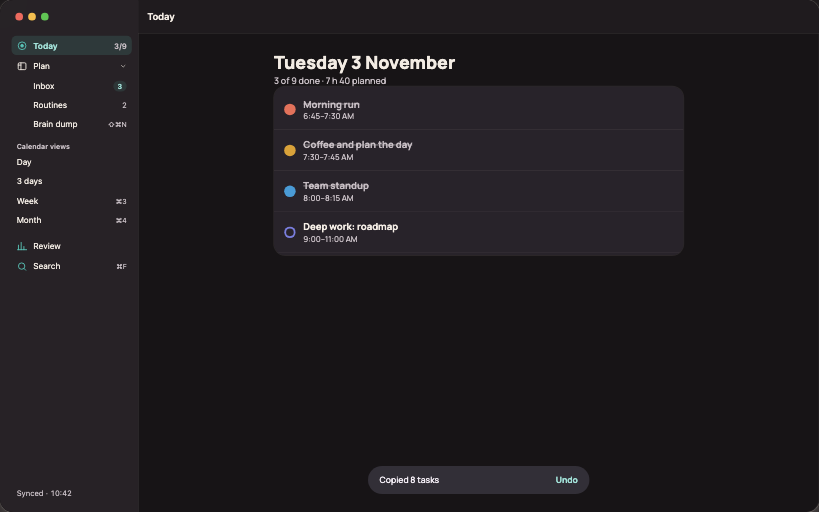 Today 3/9
Plan
Inbox 3
Routines 2
Brain dump ⇧⌘N
Calendar views
Day
3 days
Week ⌘3
Month ⌘4
Review
Search ⌘F
Synced · 10:42
Today
Tuesday 3 November
3 of 9 done · 7 h 40 planned
Morning run
6:45–7:30 AM
Coffee and plan the day
7:30–7:45 AM
Team standup
8:00–8:15 AM
Deep work: roadmap
9:00–11:00 AM
Copied 8 tasks Undo